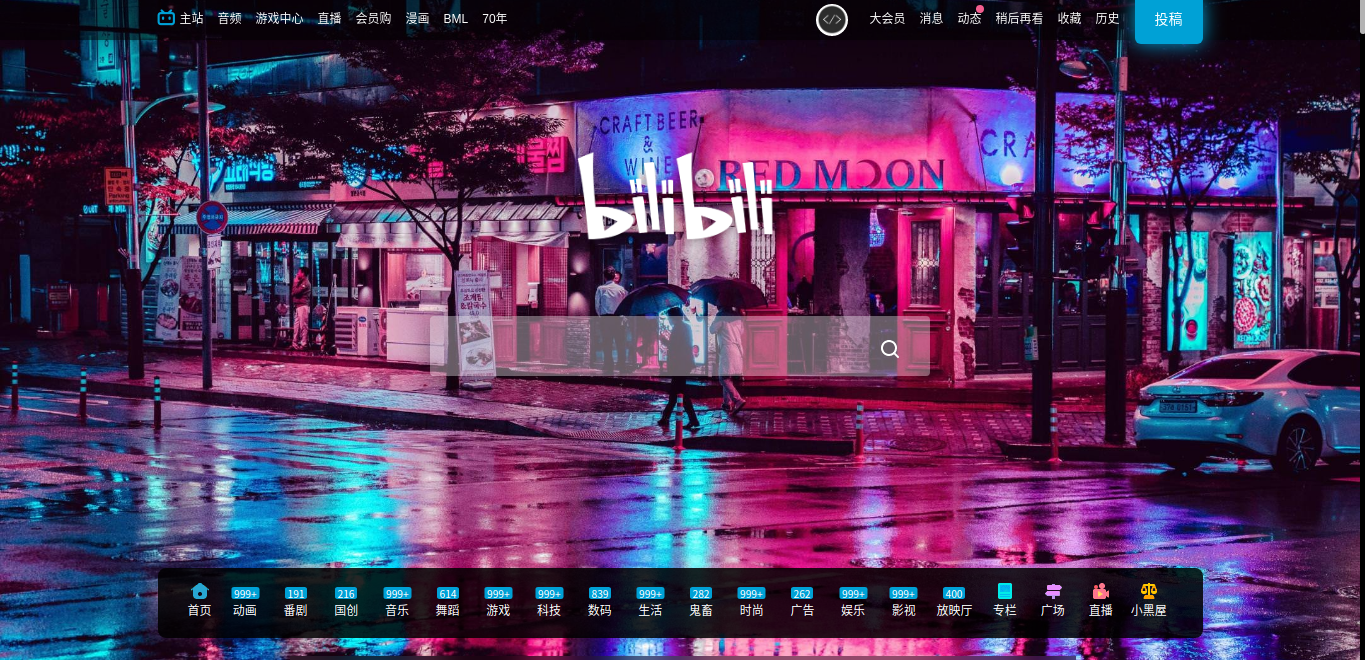 主站 音频 游戏中心 直播 会员购 漫画 BML 70年
</> 大会员 消息 动态 稍后再看 收藏 历史 投稿
CRAFT BEER
&
WINE
RED MOON
CRA
bilibili
999+ 191 216 999+ 614 999+ 999+ 839 999+ 282 999+ 262 999+ 999+ 400
首页 动画 番剧 国创 音乐 舞蹈 游戏 科技 数码 生活 鬼畜 时尚 广告 娱乐 影视 放映厅 专栏 广场 直播 小黑屋